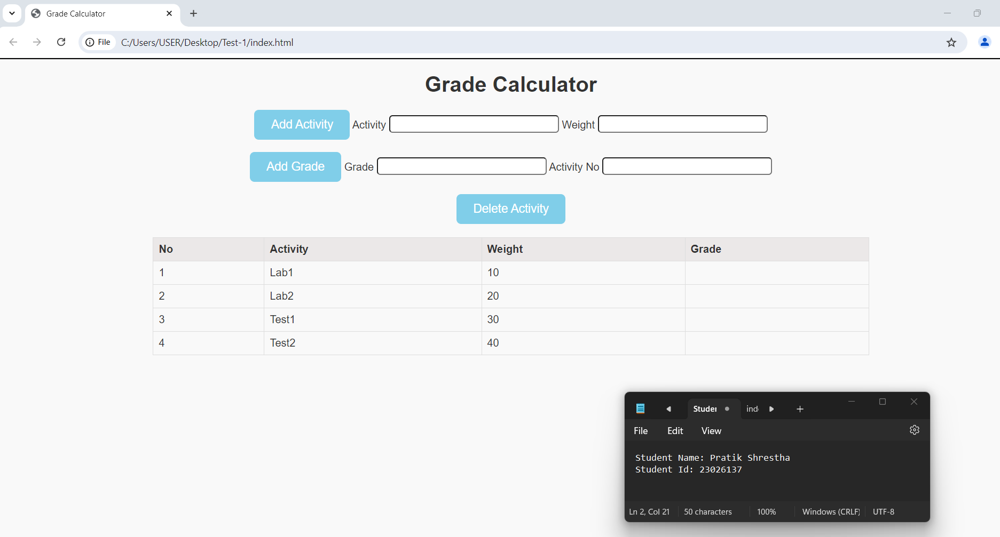 Grade Calculator
File C:/Users/USER/Desktop/Test-1/index.html
Grade Calculator
Add Activity Activity Weight
Add Grade Grade Activity No
Delete Activity
No Activity Weight Grade
1 Lab1 10
2 Lab2 20
3 Test1 30
4 Test2 40
Studer ind
File Edit View
Student Name: Pratik Shrestha
Student Id: 23026137
Ln 2, Col 21 50 characters 100% Windows (CRLF) UTF-8